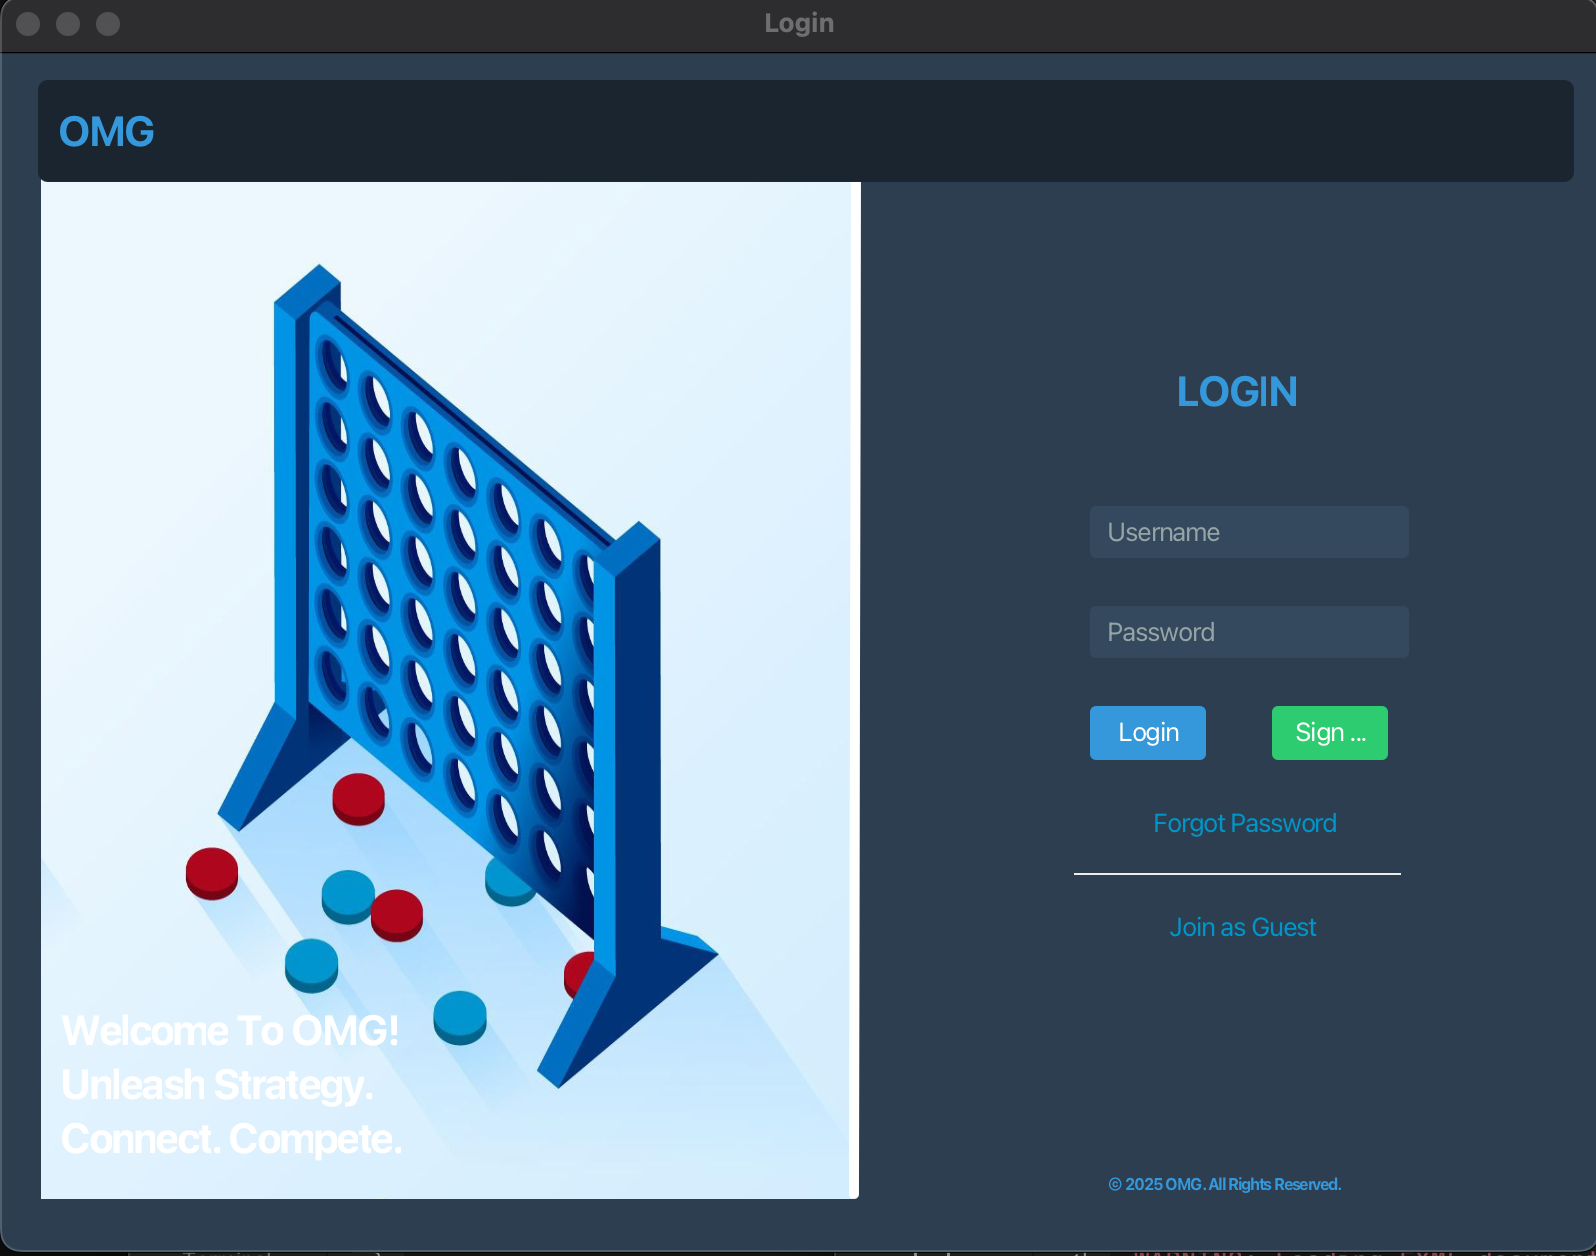 Login
OMG
LOGIN
Username
Password
Login
Sign ...
Forgot Password
Join as Guest
Welcome To OMG!
Unleash Strategy.
Connect. Compete.
© 2025 OMG. All Rights Reserved.